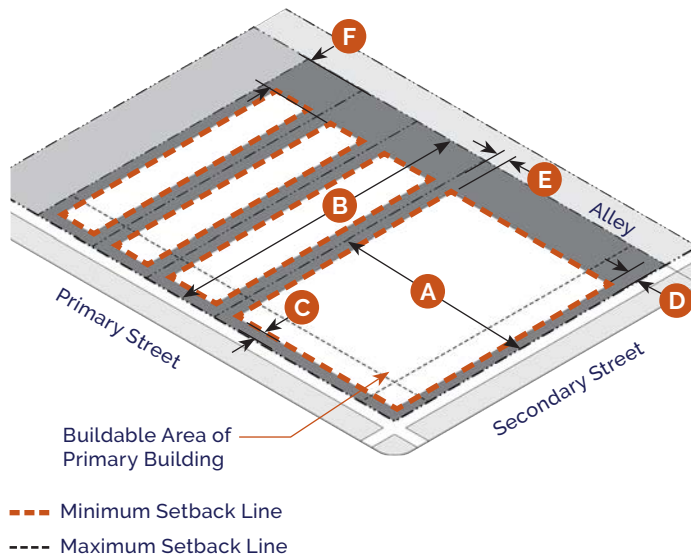 F
E
B
Alley
A
D
C
Primary Street
Secondary Street
Buildable Area of
Primary Building
Minimum Setback Line
Maximum Setback Line